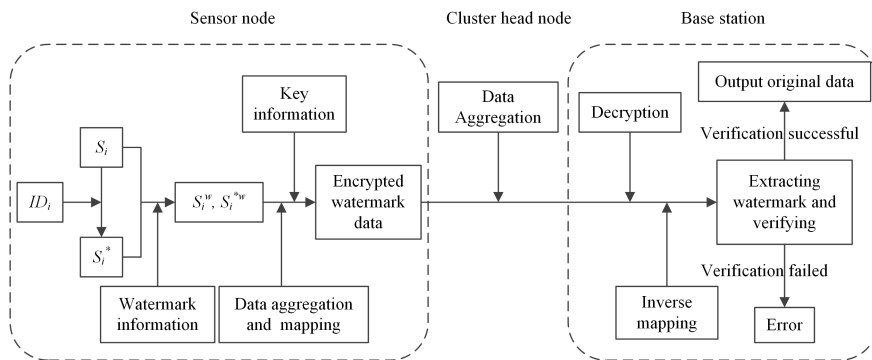 Sensor node
Cluster head node
Base station
Key
information
Data
Aggregation
Decryption
Output original data
Verification successful
S_i
ID_i
S_i^*
S_i^w, S_i^{*w}
Encrypted
watermark
data
Extracting
watermark and
verifying
Verification failed
Watermark
information
Data aggregation
and mapping
Inverse
mapping
Error